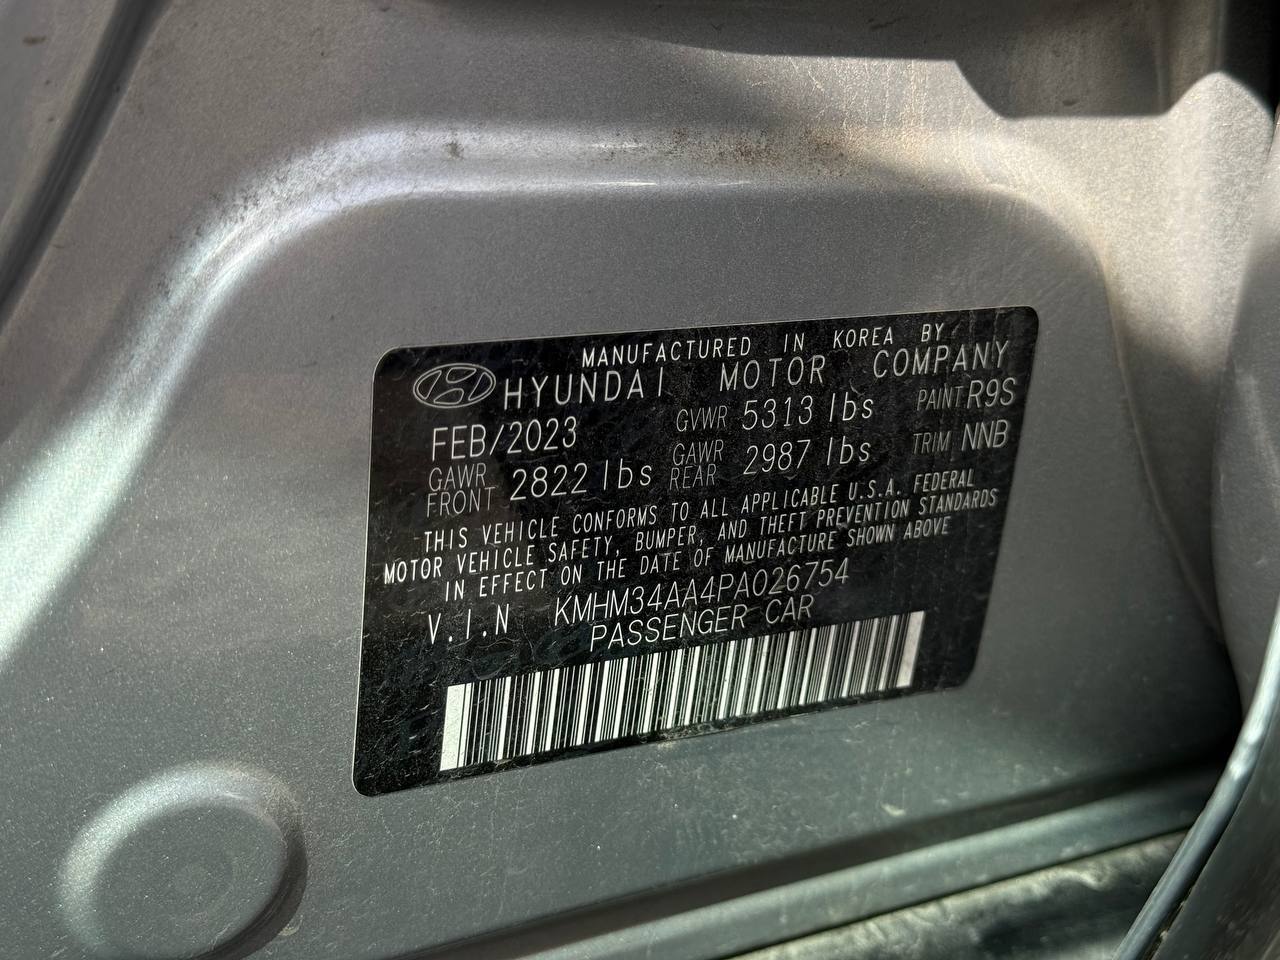 MANUFACTURED IN KOREA BY
HYUNDAI MOTOR COMPANY
FEB/2023 GVWR 5313 lbs PAINT R9S
GAWR FRONT 2822 lbs GAWR REAR 2987 lbs TRIM NNB
THIS VEHICLE CONFORMS TO ALL APPLICABLE U.S.A. FEDERAL
MOTOR VEHICLE SAFETY, BUMPER, AND THEFT PREVENTION STANDARDS
IN EFFECT ON THE DATE OF MANUFACTURE SHOWN ABOVE
V.I.N KMHM34AA4PA026754
PASSENGER CAR